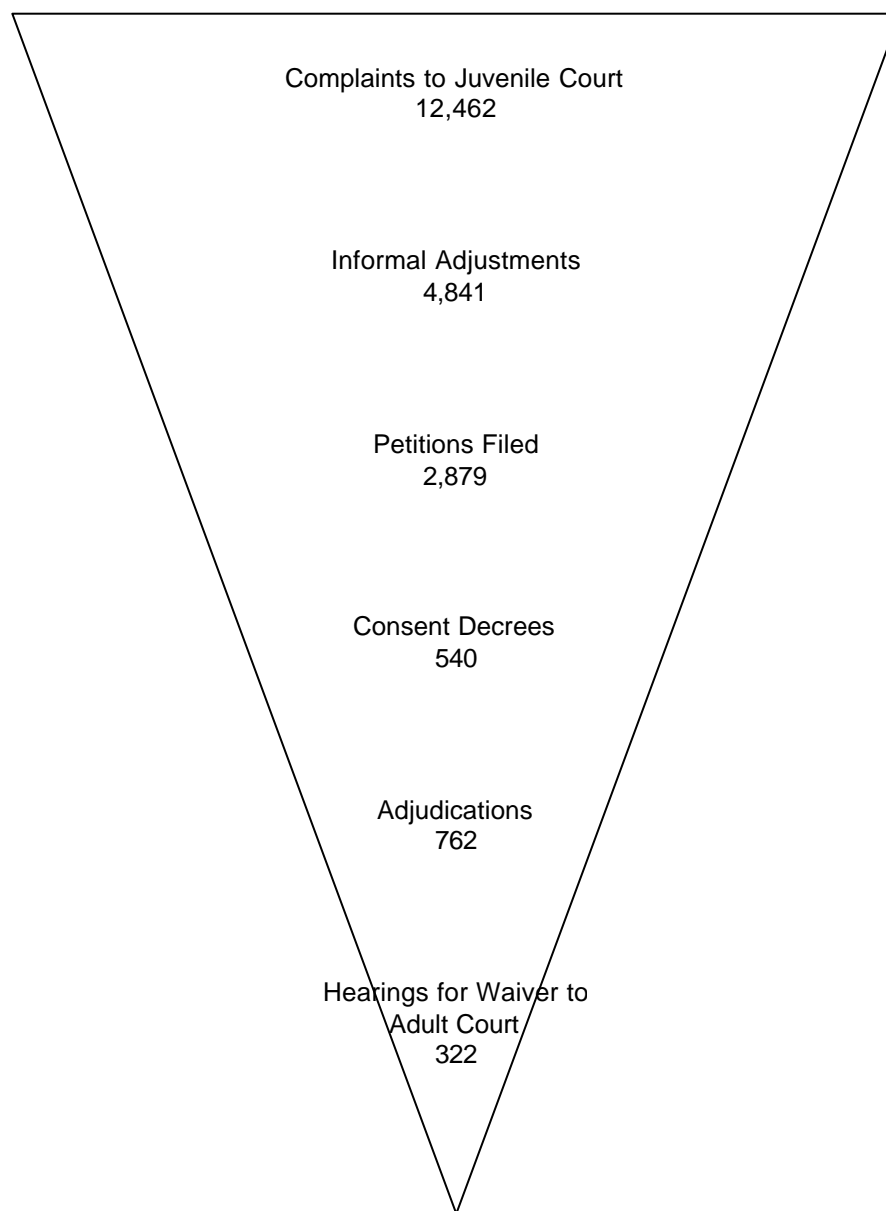 Complaints to Juvenile Court
12,462
Informal Adjustments
4,841
Petitions Filed
2,879
Consent Decrees
540
Adjudications
762
Hearings for Waiver to
Adult Court
322